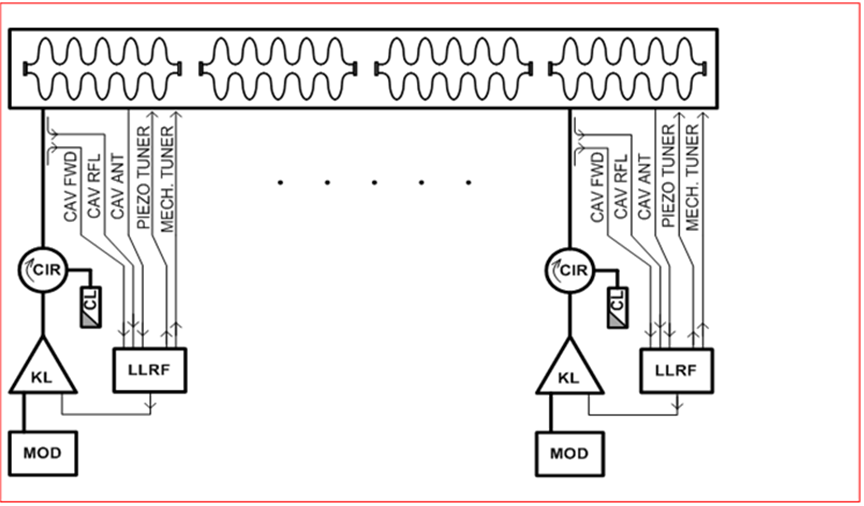 CAV FWD
CAV RFL
CAV ANT
PIEZO TUNER
MECH. TUNER
CAV FWD
CAV RFL
CAV ANT
PIEZO TUNER
MECH. TUNER
CIR
CIR
CL
CL
KL
LLRF
KL
LLRF
MOD
MOD